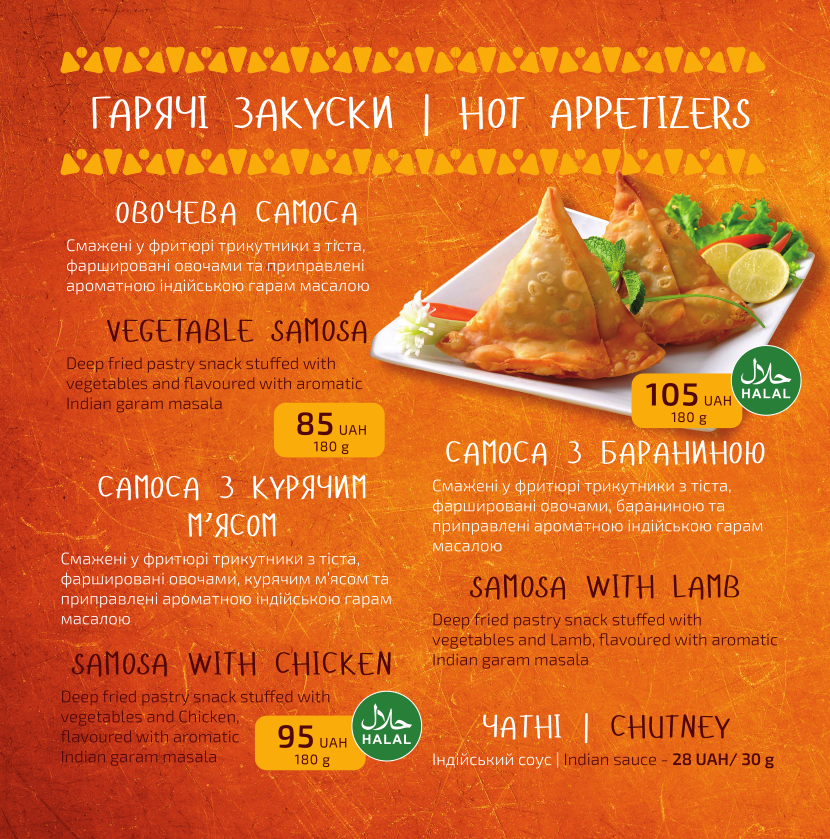 ГАРЯЧІ ЗАКУСКИ | HOT APPETIZERS
ОВОЧЕВА САМОСА
Смажені у фритюрі трикутники з тіста,
фаршировані овочами та приправлені
ароматною індійською гарам масалою
VEGETABLE SAMOSA
Deep fried pastry snack stuffed with
vegetables and flavoured with aromatic
Indian garam masala
85 UAH
180 g
САМОСА З КУРЯЧИМ
М'ЯСОМ
Смажені у фритюрі трикутники з тіста,
фаршировані овочами, курячим м'ясом та
приправлені ароматною індійською гарам
масалою
SAMOSA WITH CHICKEN
Deep fried pastry snack stuffed with
vegetables and Chicken,
flavoured with aromatic
Indian garam masala
95 UAH
180 g
حلال
HALAL
105 UAH
180 g
حلال
HALAL
САМОСА З БАРАНИНОЮ
Смажені у фритюрі трикутники з тіста,
фаршировані овочами, бараниною та
приправлені ароматною індійською гарам
масалою
SAMOSA WITH LAMB
Deep fried pastry snack stuffed with
vegetables and Lamb, flavoured with aromatic
Indian garam masala
ЧАТНІ | CHUTNEY
Індійський соус | Indian sauce - 28 UAH/ 30 g